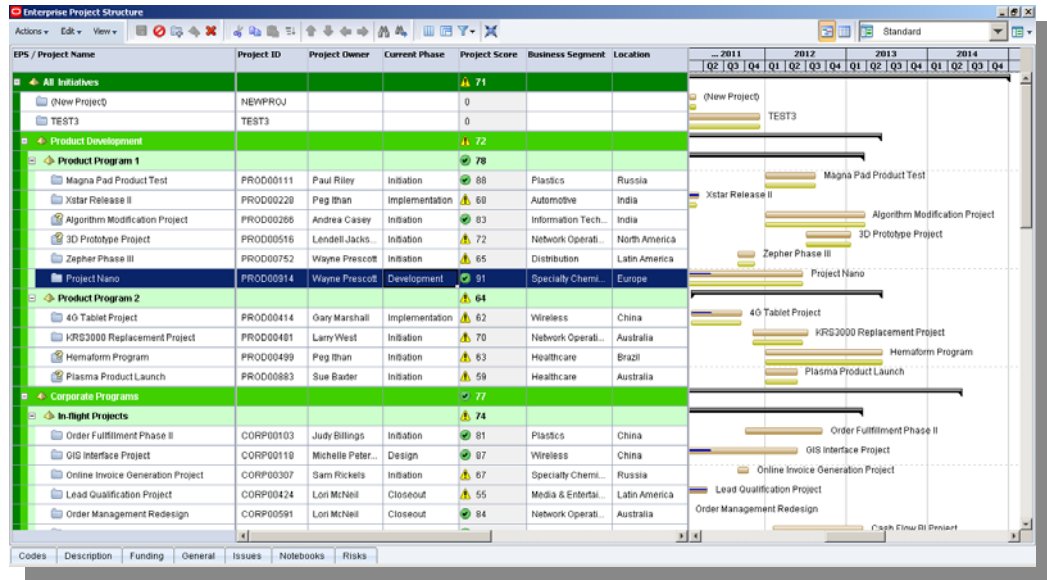 Enterprise Project Structure
Actions Edit View Standard
EPS / Project Name Project ID Project Owner Current Phase Project Score Business Segment Location ... 2011 2012 2013 2014
Q2 Q3 Q4 Q1 Q2 Q3 Q4 Q1 Q2 Q3 Q4 Q1 Q2 Q3 Q4
All Initiatives 71
(New Project) NEWPROJ 0 (New Project)
TEST3 TEST3 0 TEST3
Product Development 72
Product Program 1 78
Magna Pad Product Test PROD00111 Paul Riley Initiation 88 Plastics Russia Magna Pad Product Test
Xstar Release II PROD00228 Peg Ithan Implementation 60 Automotive India Xstar Release II
Algorithm Modification Project PROD00266 Andrea Casey Initiation 83 Information Tech... India Algorithm Modification Project
3D Prototype Project PROD00516 Lendell Jacks... Initiation 72 Network Operati... North America 3D Prototype Project
Zepher Phase III PROD00752 Wayne Prescott Initiation 65 Distribution Latin America Zepher Phase III
Project Nano PROD00914 Wayne Prescott Development 91 Specialty Chemi... Europe Project Nano
Product Program 2 64
4G Tablet Project PROD00414 Gary Marshall Implementation 62 Wireless China 4G Tablet Project
KRS3000 Replacement Project PROD00481 Larry West Initiation 70 Network Operati... Australia KRS3000 Replacement Project
Hemaform Program PROD00499 Peg Ithan Initiation 63 Healthcare Brazil Hemaform Program
Plasma Product Launch PROD00883 Sue Baxter Initiation 59 Healthcare Australia Plasma Product Launch
Corporate Programs 77
In-flight Projects 74
Order Fullfillment Phase II CORP00103 Judy Billings Initiation 81 Plastics China Order Fullfillment Phase II
GIS Interface Project CORP00118 Michelle Peter... Design 87 Wireless China GIS Interface Project
Online Invoice Generation Project CORP00307 Sam Rickels Initiation 67 Specialty Chemi... Russia Online Invoice Generation Project
Lead Qualification Project CORP00424 Lori McNeil Closeout 55 Media & Entertai... Latin America Lead Qualification Project
Order Management Redesign CORP00591 Lori McNeil Closeout 84 Network Operati... Australia Order Management Redesign
Cash Flow BI Project
Codes Description Funding General Issues Notebooks Risks